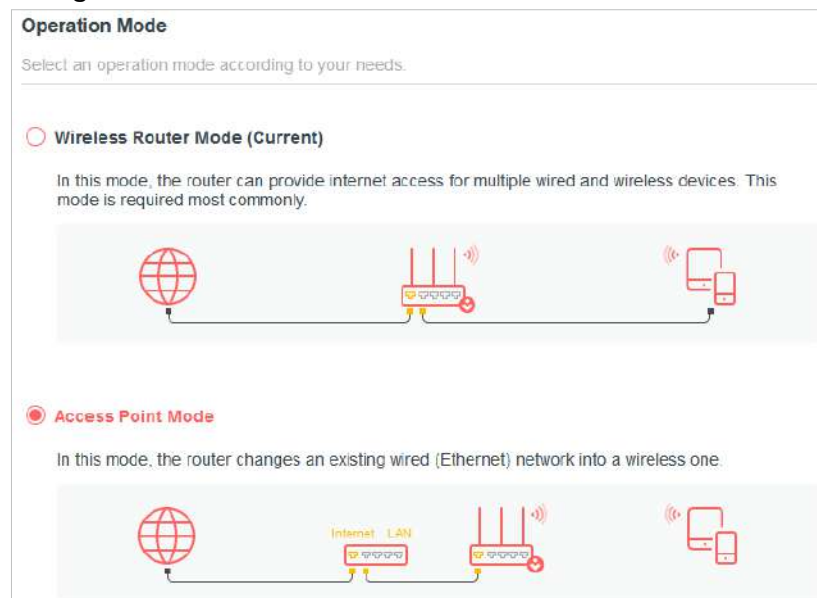 Operation Mode
Select an operation mode according to your needs.
Wireless Router Mode (Current)
In this mode, the router can provide internet access for multiple wired and wireless devices. This
mode is required most commonly.
Access Point Mode
In this mode, the router changes an existing wired (Ethernet) network into a wireless one.
Internet LAN